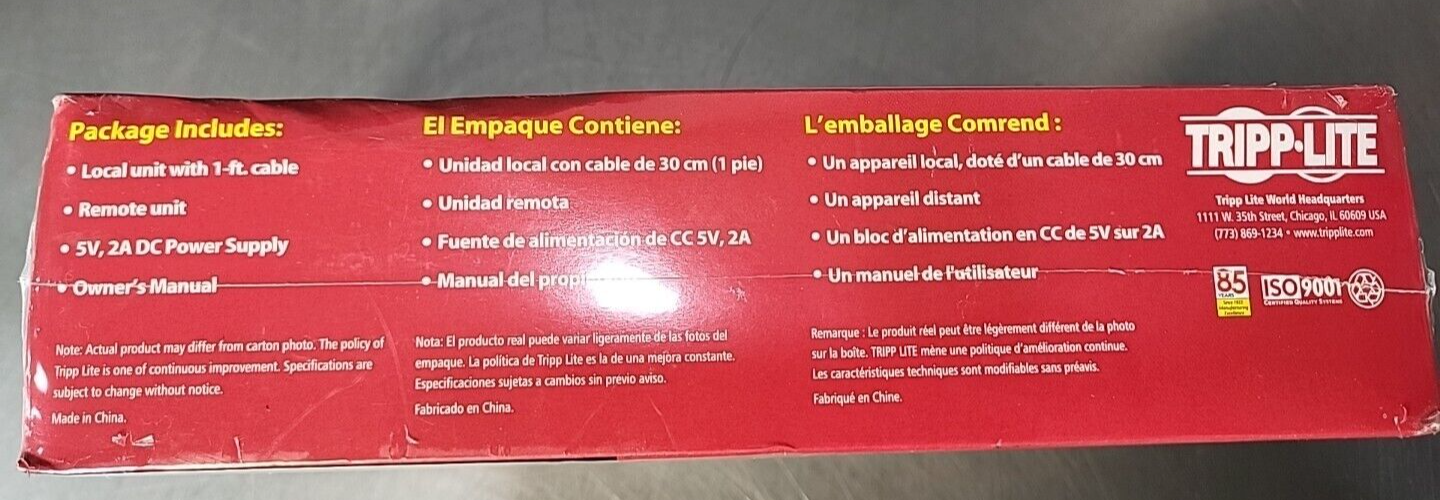 Package Includes:
• Local unit with 1-ft. cable
• Remote unit
• 5V, 2A DC Power Supply
• Owner's Manual
Note: Actual product may differ from carton photo. The policy of
Tripp Lite is one of continuous improvement. Specifications are
subject to change without notice.
Made in China.
El Empaque Contiene:
• Unidad local con cable de 30 cm (1 pie)
• Unidad remota
• Fuente de alimentación de CC 5V, 2A
• Manual del
Nota: El producto real puede variar ligeramente de las fotos del
empaque. La política de Tripp Lite es la de una mejora constante.
Especificaciones sujetas a cambios sin previo aviso.
Fabricado en China.
L'emballage Comrend :
• Un appareil local, doté d'un cable de 30 cm
• Un appareil distant
• Un bloc d'alimentation en CC de 5V sur 2A
• Un manuel de l'utilisateur
Remarque : Le produit réel peut être légèrement différent de la photo
sur la boîte. TRIPP LITE mène une politique d'amélioration continue.
Les caractéristiques techniques sont modifiables sans préavis.
Fabriqué en Chine.
TRIPP·LITE
Tripp Lite World Headquarters
1111 W. 35th Street, Chicago, IL 60609 USA
(773) 869-1234 • www.tripplite.com
85
YEARS
Since 1922
Manufacturing
Excellence
ISO9001
CERTIFIED QUALITY SYSTEMS